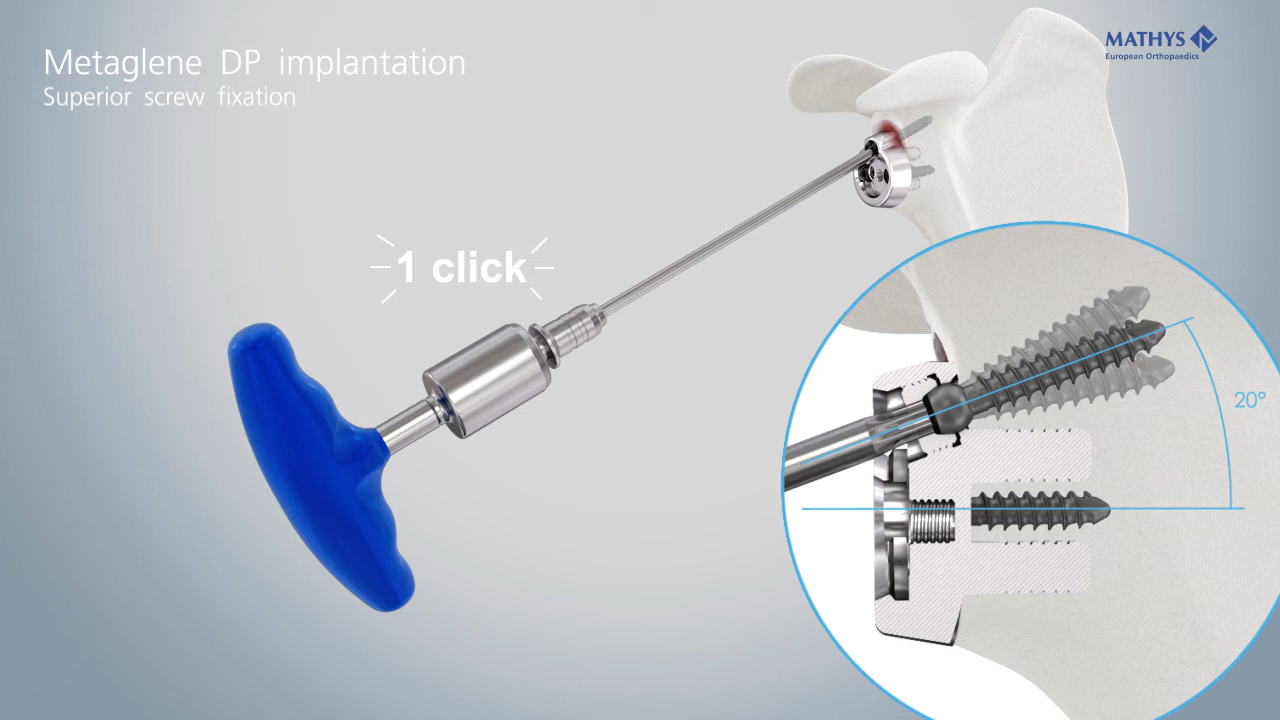 Metaglene DP implantation
Superior screw fixation
MATHYS
European Orthopaedics
1 click
20°